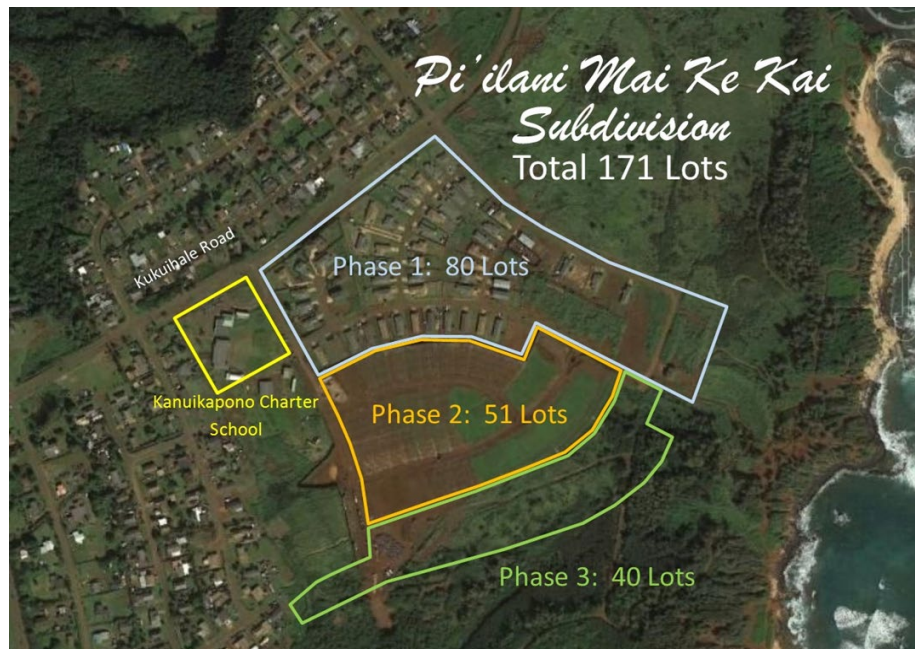 Pi'ilani Mai Ke Kai
Subdivision
Total 171 Lots
Kukuihale Road
Phase 1: 80 Lots
Kanuikapono Charter
School
Phase 2: 51 Lots
Phase 3: 40 Lots